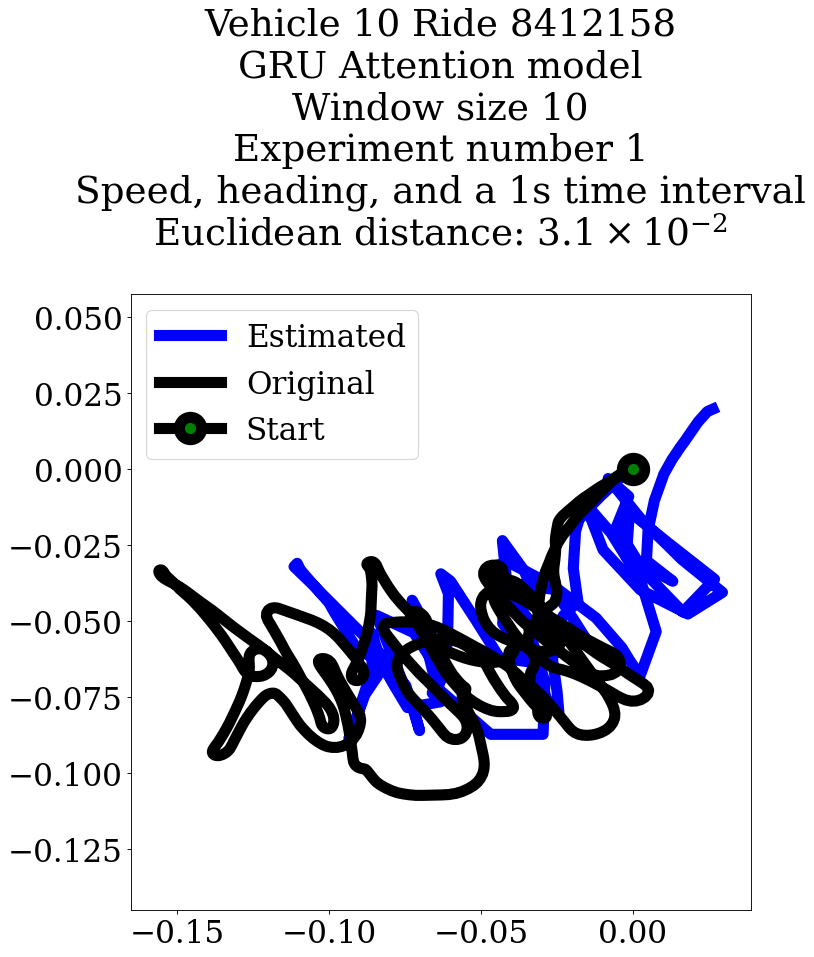 Vehicle 10 Ride 8412158
GRU Attention model
Window size 10
Experiment number 1
Speed, heading, and a 1s time interval
Euclidean distance: 3.1 × 10⁻²
0.050
0.025
0.000
−0.025
−0.050
−0.075
−0.100
−0.125
Estimated
Original
Start
−0.15
−0.10
−0.05
0.00